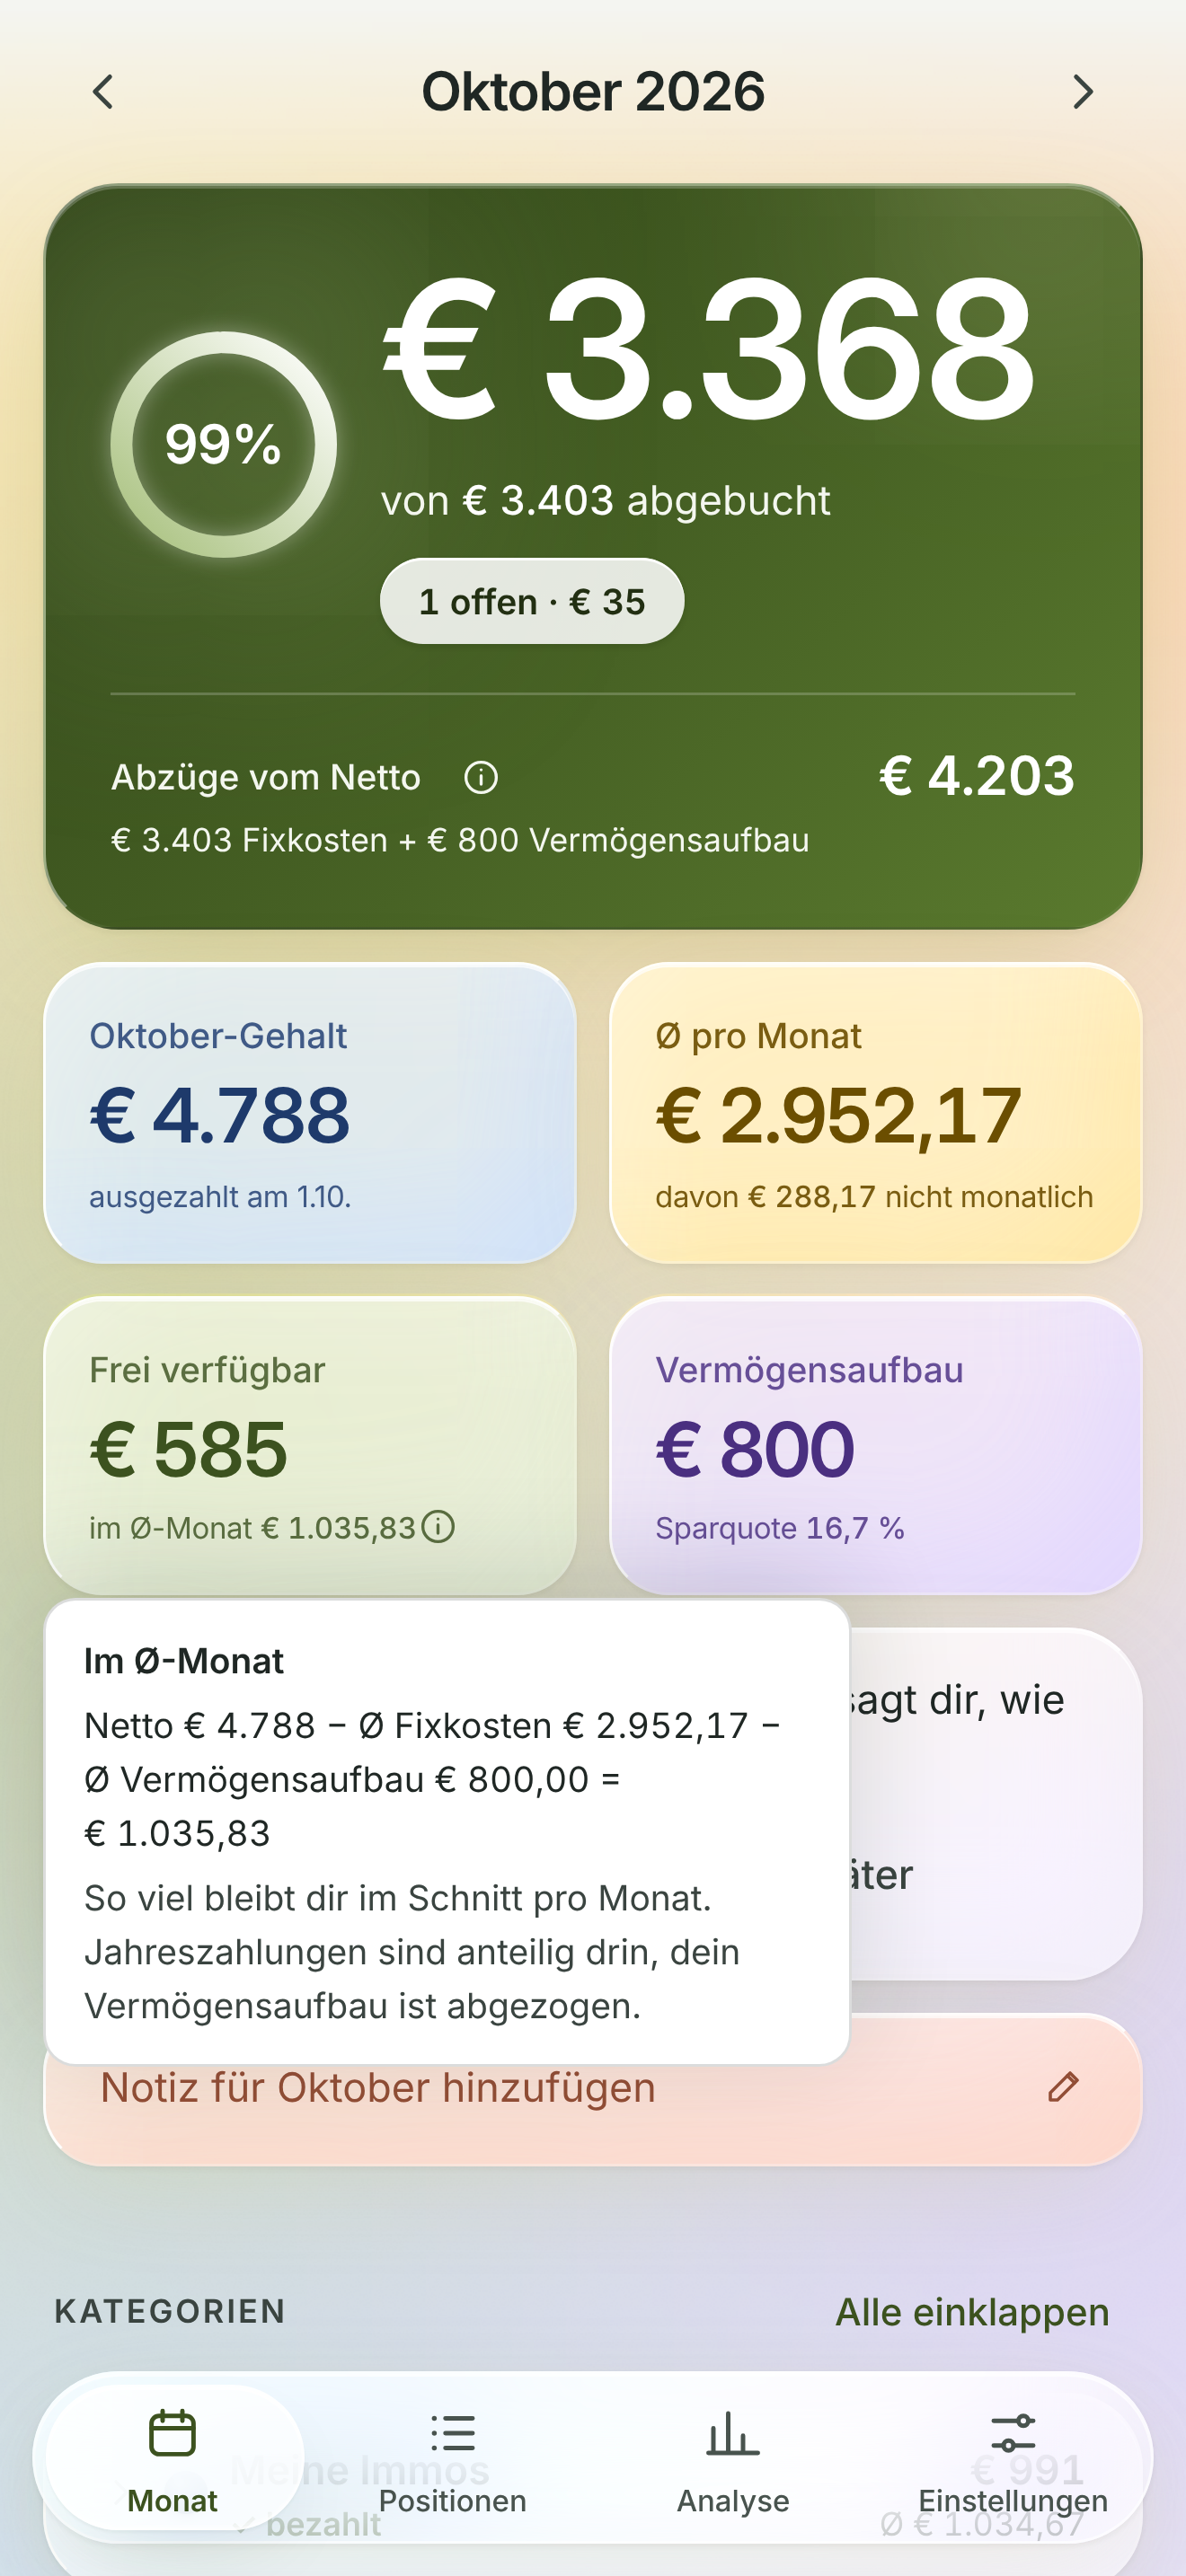 Oktober 2026
€ 3.368
99%
von € 3.403 abgebucht
1 offen · € 35
Abzüge vom Netto
€ 4.203
€ 3.403 Fixkosten + € 800 Vermögensaufbau
Oktober-Gehalt
€ 4.788
ausgezahlt am 1.10.
Ø pro Monat
€ 2.952,17
davon € 288,17 nicht monatlich
Frei verfügbar
€ 585
im Ø-Monat € 1.035,83
Vermögensaufbau
€ 800
Sparquote 16,7 %
Im Ø-Monat
Netto € 4.788 − Ø Fixkosten € 2.952,17 −
Ø Vermögensaufbau € 800,00 =
€ 1.035,83
So viel bleibt dir im Schnitt pro Monat.
Jahreszahlungen sind anteilig drin, dein
Vermögensaufbau ist abgezogen.
sagt dir, wie
Notiz für Oktober hinzufügen
KATEGORIEN
Alle einklappen
Meine Immos
€ 991
✓ bezahlt
Ø € 1.034,67
Monat
Positionen
Analyse
Einstellungen